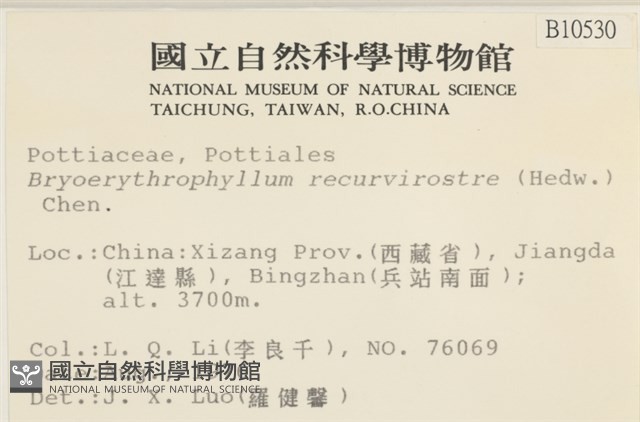 B10530
國立自然科學博物館
NATIONAL MUSEUM OF NATURAL SCIENCE
TAICHUNG, TAIWAN, R.O.CHINA
Pottiaceae, Pottiales
Bryoerythrophyllum recurvirostre (Hedw.)
Chen.
Loc.:China:Xizang Prov.(西藏省), Jiangda
(江達縣), Bingzhan(兵站南面);
alt. 3700m.
Col.:L. Q. Li(李良千), NO. 76069
國立自然科學博物館
NATIONAL MUSEUM OF NATURAL SCIENCE
Det.:J. X. Luo(羅健馨)